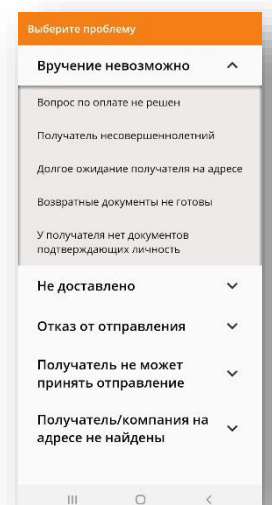 Выберите проблему
Вручение невозможно
Вопрос по оплате не решен
Получатель несовершеннолетний
Долгое ожидание получателя на адресе
Возвратные документы не готовы
У получателя нет документов
подтверждающих личность
Не доставлено
Отказ от отправления
Получатель не может
принять отправление
Получатель/компания на
адресе не найдены